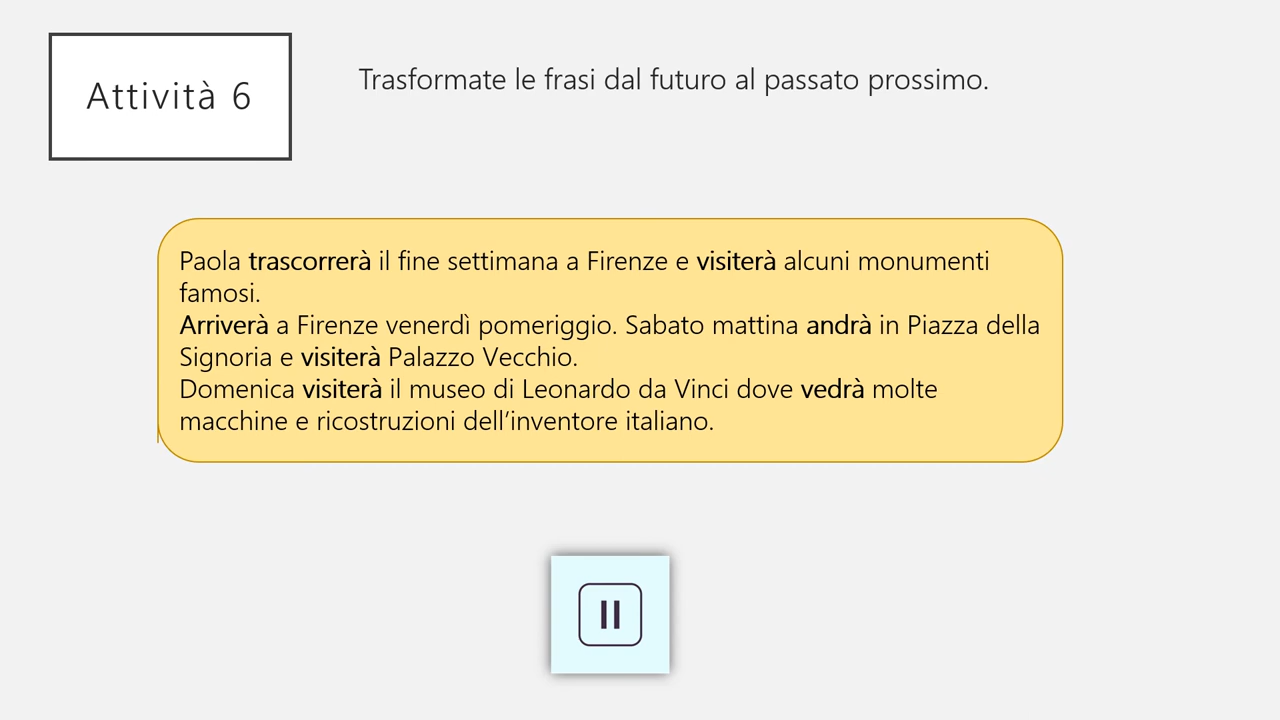 Attività 6
Trasformate le frasi dal futuro al passato prossimo.
Paola trascorrerà il fine settimana a Firenze e visiterà alcuni monumenti
famosi.
Arriverà a Firenze venerdì pomeriggio. Sabato mattina andrà in Piazza della
Signoria e visiterà Palazzo Vecchio.
Domenica visiterà il museo di Leonardo da Vinci dove vedrà molte
macchine e ricostruzioni dell’inventore italiano.